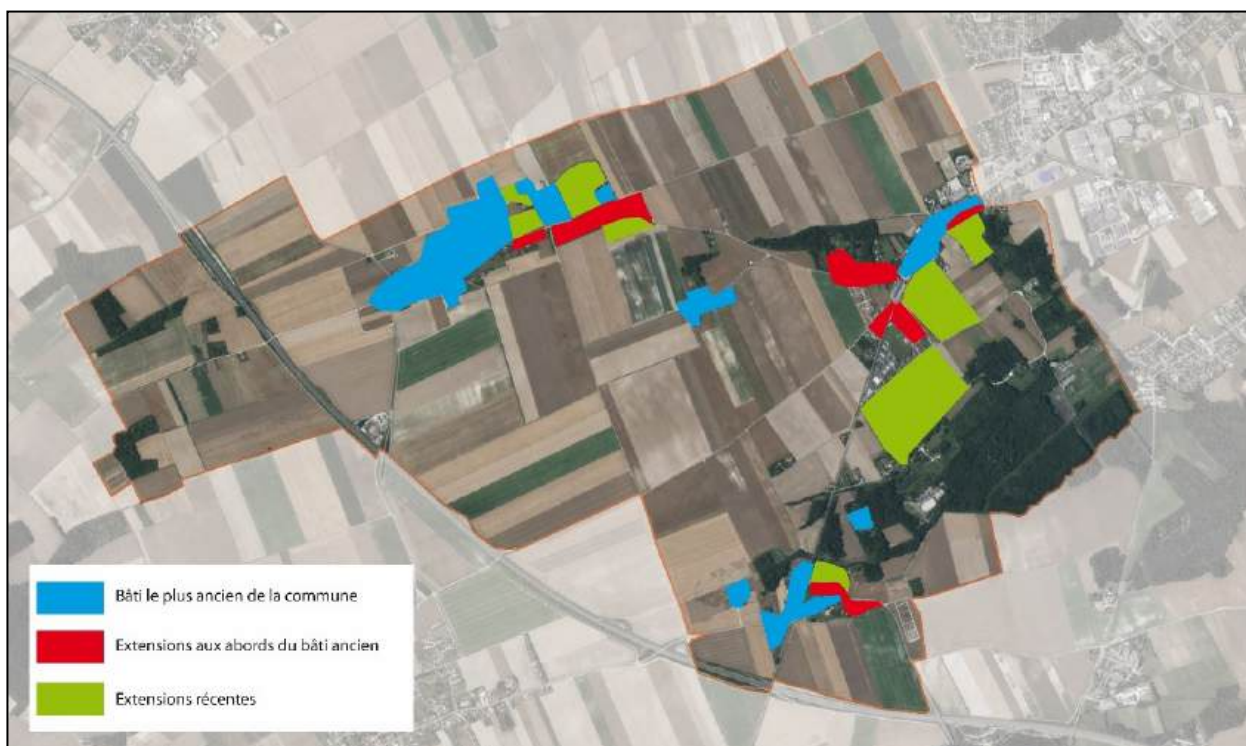 Bâti le plus ancien de la commune
Extensions aux abords du bâti ancien
Extensions récentes